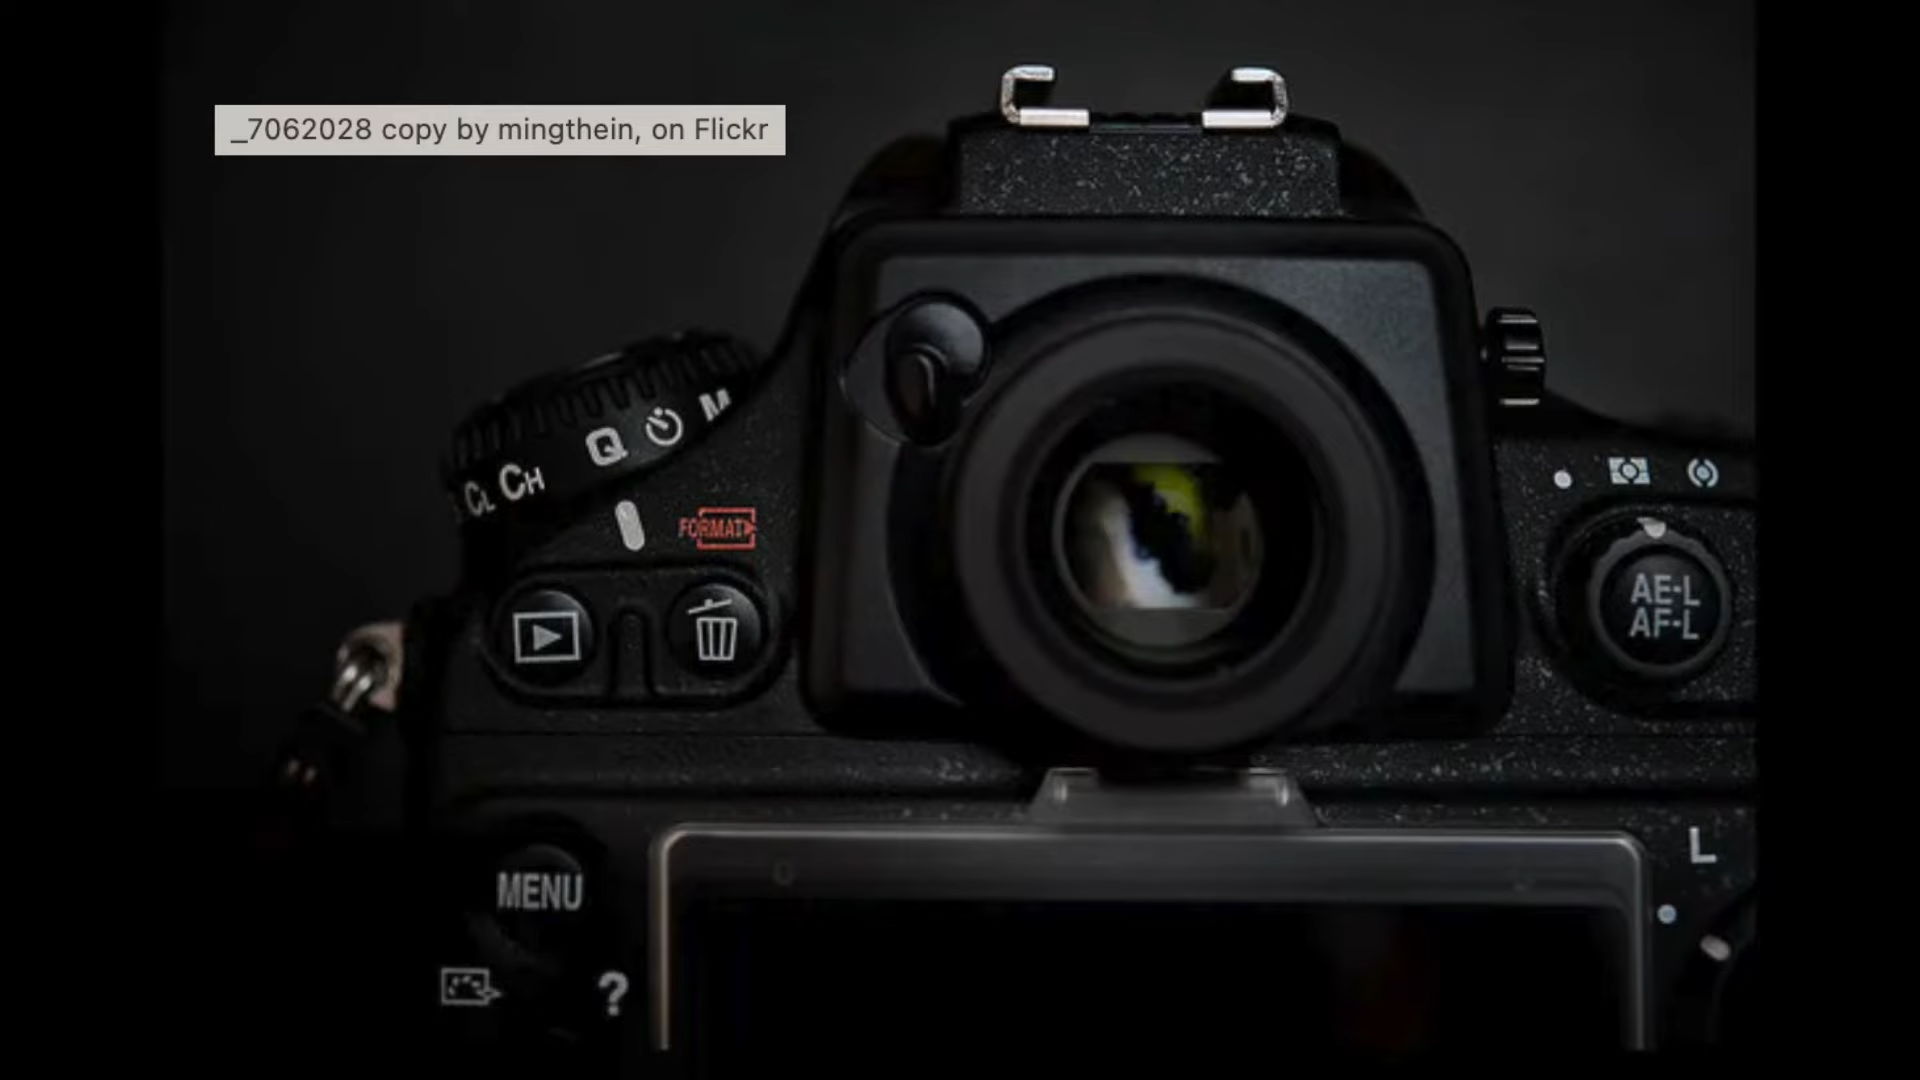 _7062028 copy by mingthein, on Flickr
CL CH Q M
FORMAT
AE-L
AF-L
L
MENU
?